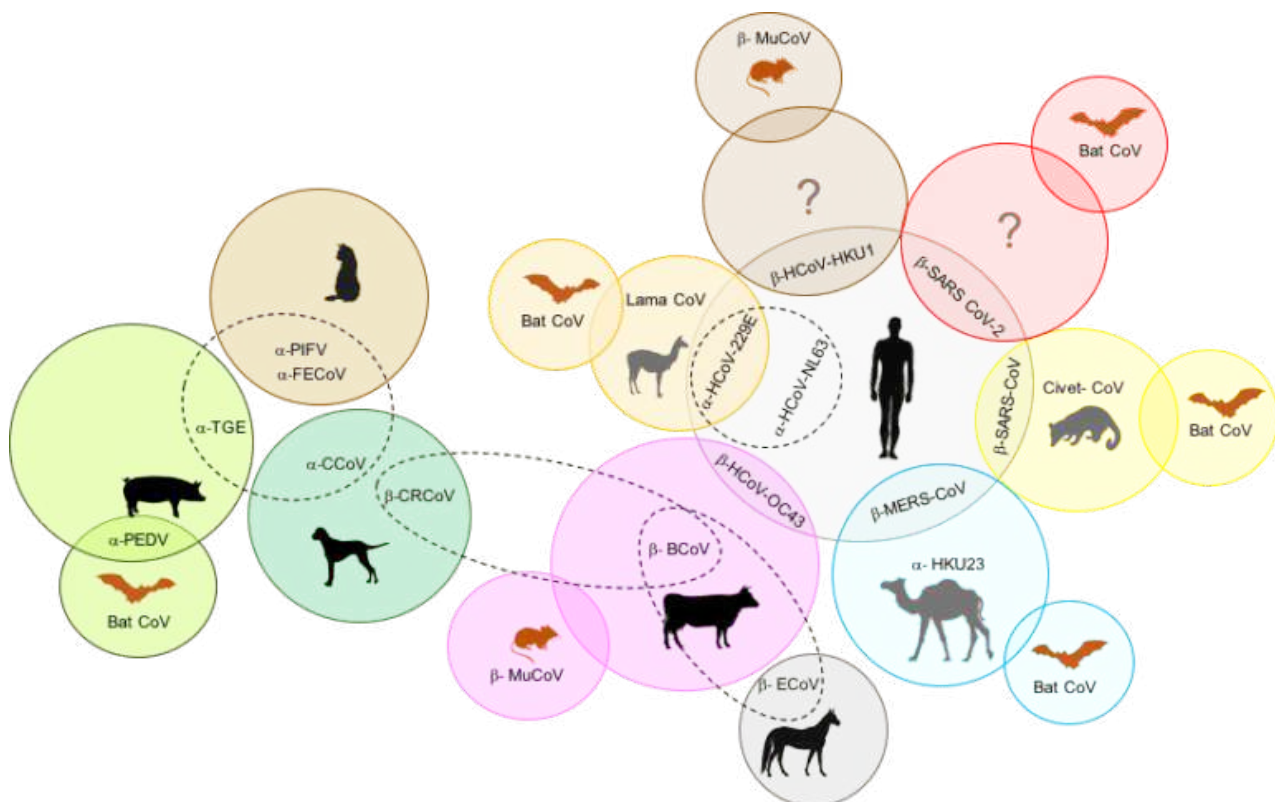 β- MuCoV
?
Bat CoV
?
β-HCoV-HKU1
β-SARS CoV-2
Bat CoV
Lama CoV
α-HCoV-229E
α-HCoV-NL63
α-PIFV
α-FECoV
α-TGE
Civet- CoV
β-SARS-CoV
Bat CoV
α-CCoV
β-CRCoV
β-HCoV-OC43
β-MERS-CoV
α-PEDV
β- BCoV
α- HKU23
Bat CoV
β- MuCoV
β- ECoV
Bat CoV